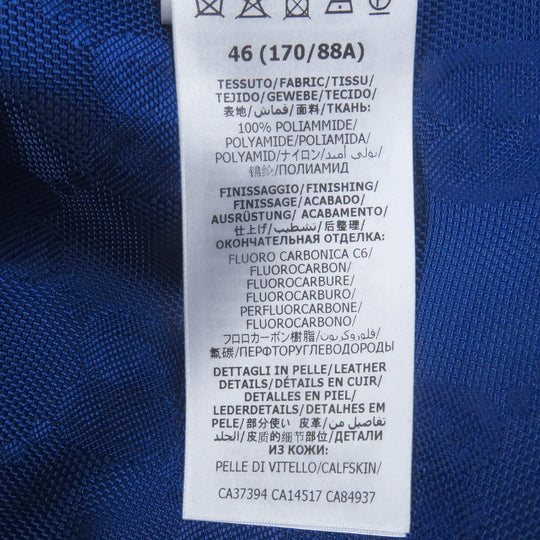 46 (170/88A)
TESSUTO/FABRIC/TISSU/
TEJIDO/GEWEBE/TECIDO/
表地/قماش/面料/ТКАНЬ:
100% POLIAMMIDE/
POLYAMIDE/POLIAMIDA/
POLYAMID/ナイロン/بولي أميد/
锦纶/ПОЛИАМИД
FINISSAGGIO/FINISHING/
FINISSAGE/ACABADO/
AUSRÜSTUNG/ ACABAMENTO/
仕上げ/تشطيب/后整理/
ОКОНЧАТЕЛЬНАЯ ОТДЕЛКА:
FLUORO CARBONICA C6/
FLUOROCARBON/
FLUOROCARBURE/
FLUOROCARBURO/
PERFLUORCARBONE/
FLUOROCARBONO/
フロロカーボン樹脂/فلوروكربون/
氟碳/ПЕРФТОРУГЛЕВОДОРОДЫ
DETTAGLI IN PELLE/LEATHER
DETAILS/DÉTAILS EN CUIR/
DETALLES EN PIEL/
LEDERDETAILS/DETALHES EM
PELE/部分使い 皮革/تفاصيل من
الجلد/皮质的细节部位/ДЕТАЛИ
ИЗ КОЖИ:
PELLE DI VITELLO/CALFSKIN/
CA37394 CA14517 CA84937